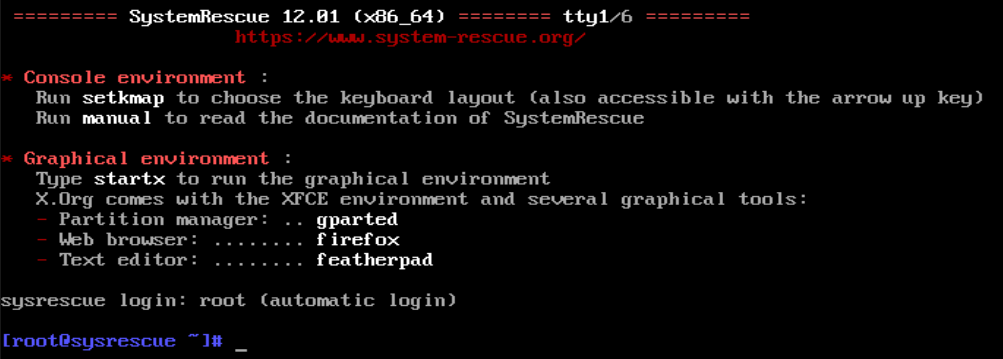 ========= SystemRescue 12.01 (x86_64) ======== tty1/6 =========
https://www.system-rescue.org/
* Console environment :
Run setkmap to choose the keyboard layout (also accessible with the arrow up key)
Run manual to read the documentation of SystemRescue
* Graphical environment :
Type startx to run the graphical environment
X.Org comes with the XFCE environment and several graphical tools:
- Partition manager: .. gparted
- Web browser: ........ firefox
- Text editor: ........ featherpad
sysrescue login: root (automatic login)
[root@sysrescue ~]# _